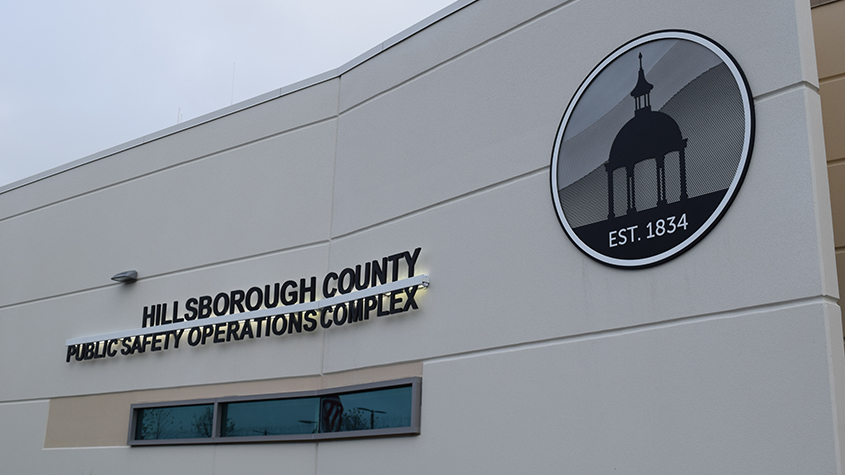 HILLSBOROUGH COUNTY
PUBLIC SAFETY OPERATIONS COMPLEX
EST. 1834